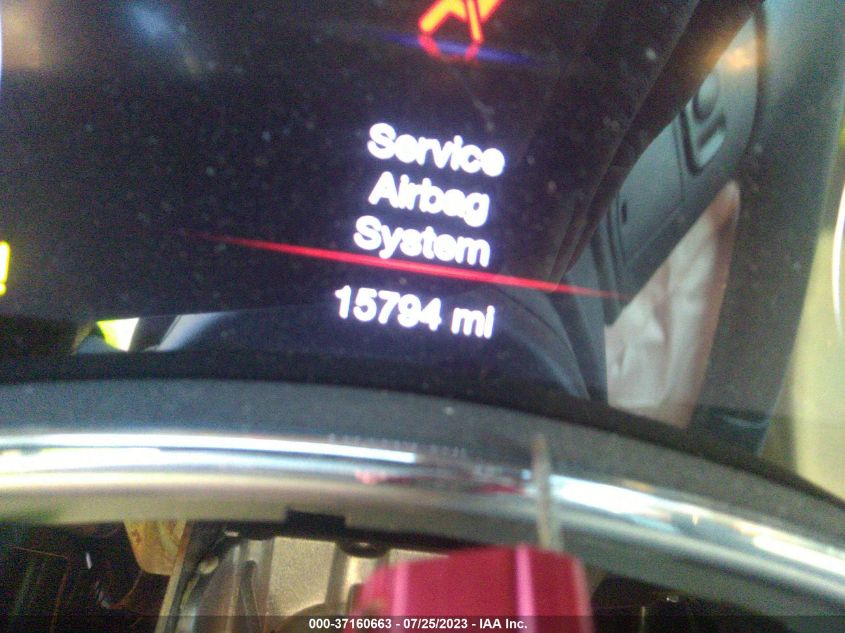 Service
Airbag
System
15794 mi
000-37160663 - 07/25/2023 - IAA Inc.